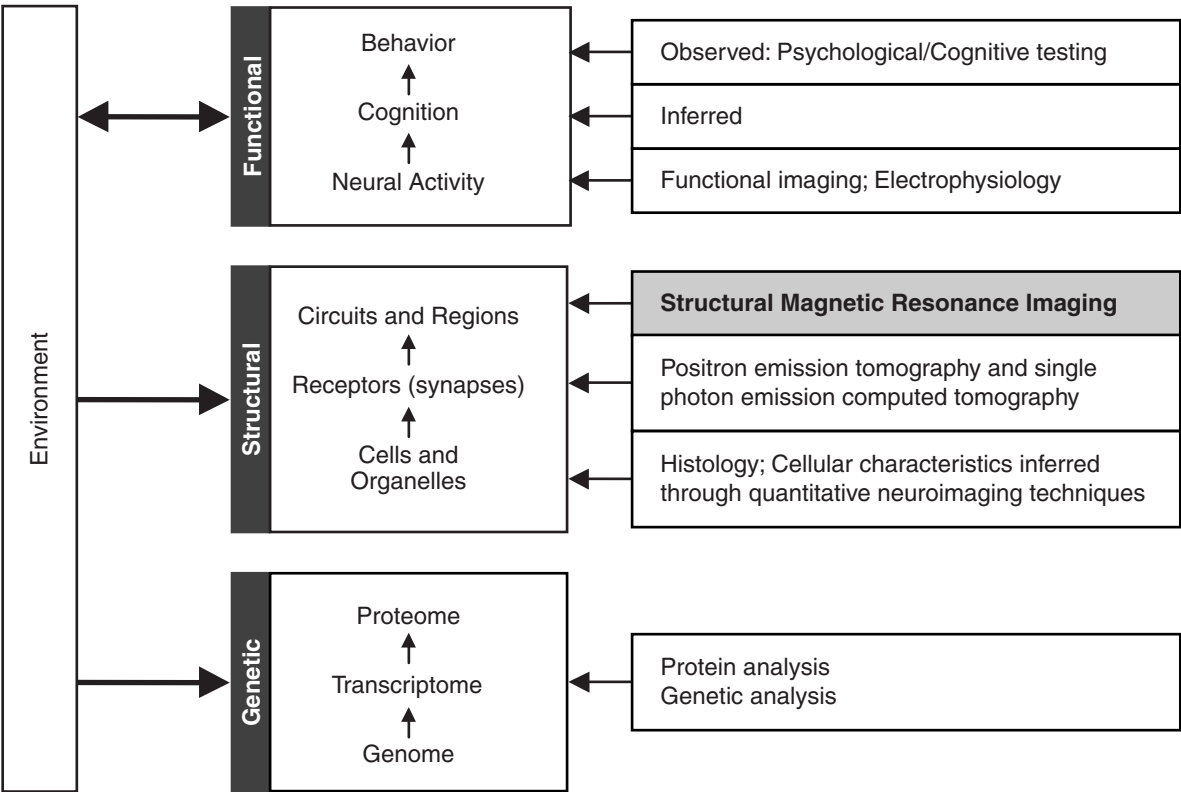 Environment
Functional
Behavior
Cognition
Neural Activity
Observed: Psychological/Cognitive testing
Inferred
Functional imaging; Electrophysiology
Structural
Circuits and Regions
Receptors (synapses)
Cells and
Organelles
Structural Magnetic Resonance Imaging
Positron emission tomography and single
photon emission computed tomography
Histology; Cellular characteristics inferred
through quantitative neuroimaging techniques
Genetic
Proteome
Transcriptome
Genome
Protein analysis
Genetic analysis